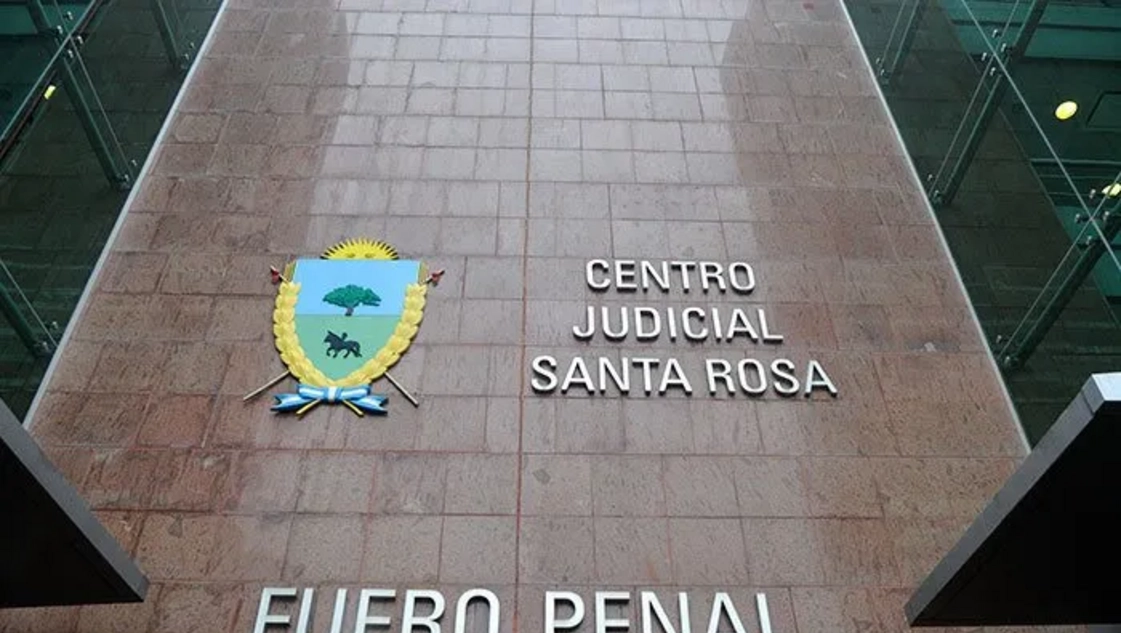 CENTRO
JUDICIAL
SANTA ROSA
FUERO PENAL